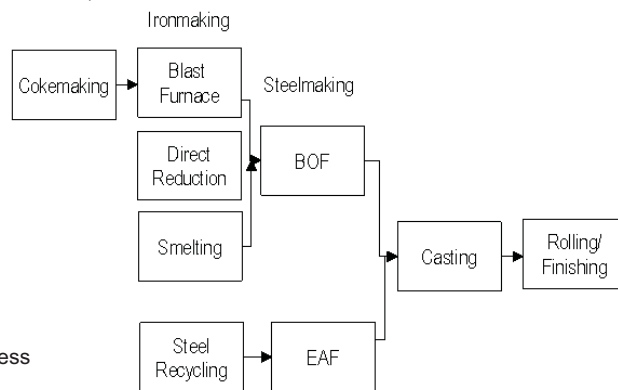 Ironmaking
Cokemaking
Blast
Furnace
Steelmaking
Direct
Reduction
BOF
Smelting
Casting
Rolling/
Finishing
Steel
Recycling
EAF
ess